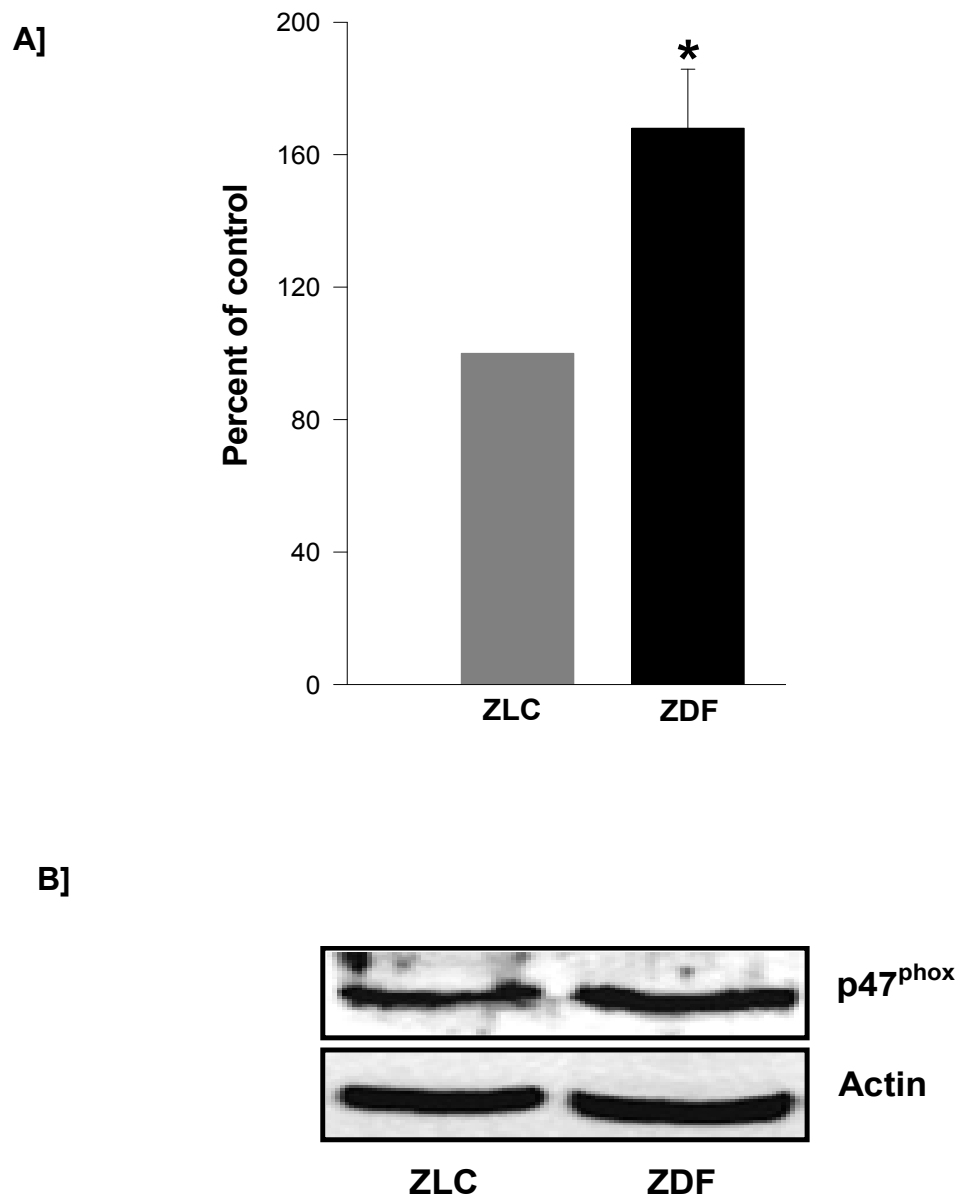 A]
200
160
120
80
40
0
Percent of control
*
ZLC ZDF
B]
p47phox
Actin
ZLC ZDF